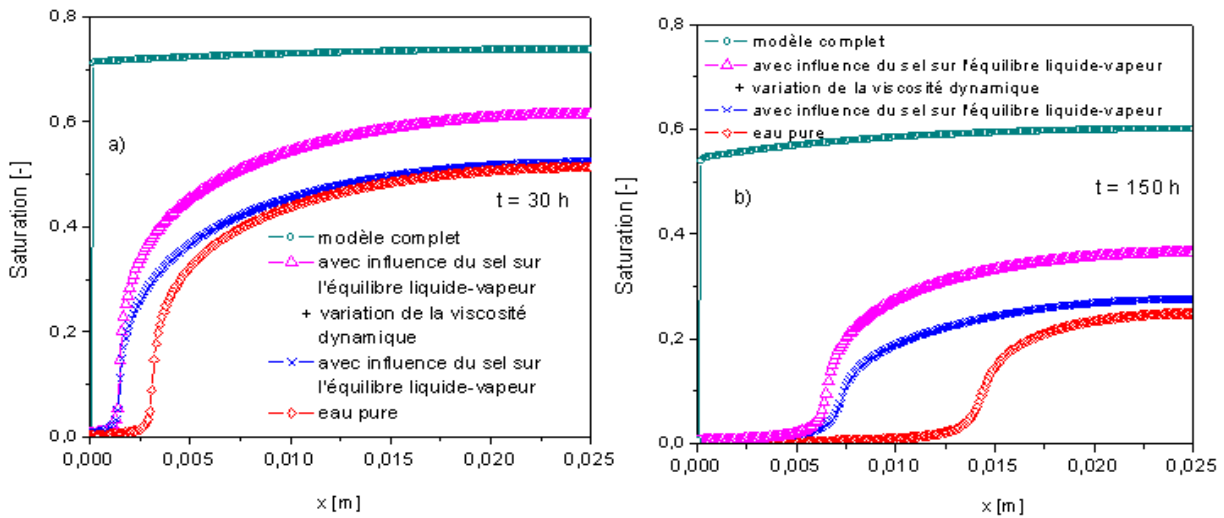 0,8
0,6
0,4
0,2
0,0
Saturation [-]
a)
t = 30 h
modèle complet
avec influence du sel sur
l'équilibre liquide-vapeur
+ variation de la viscosité
dynamique
avec influence du sel sur
l'équilibre liquide-vapeur
eau pure
0,000 0,005 0,010 0,015 0,020 0,025
x [m]
0,8
0,6
0,4
0,2
0,0
Saturation [-]
modèle complet
avec influence du sel sur l'équilibre liquide-vapeur
+ variation de la viscosité dynamique
avec influence du sel sur l'équilibre liquide-vapeur
eau pure
b)
t = 150 h
0,000 0,005 0,010 0,015 0,020 0,025
x [m]